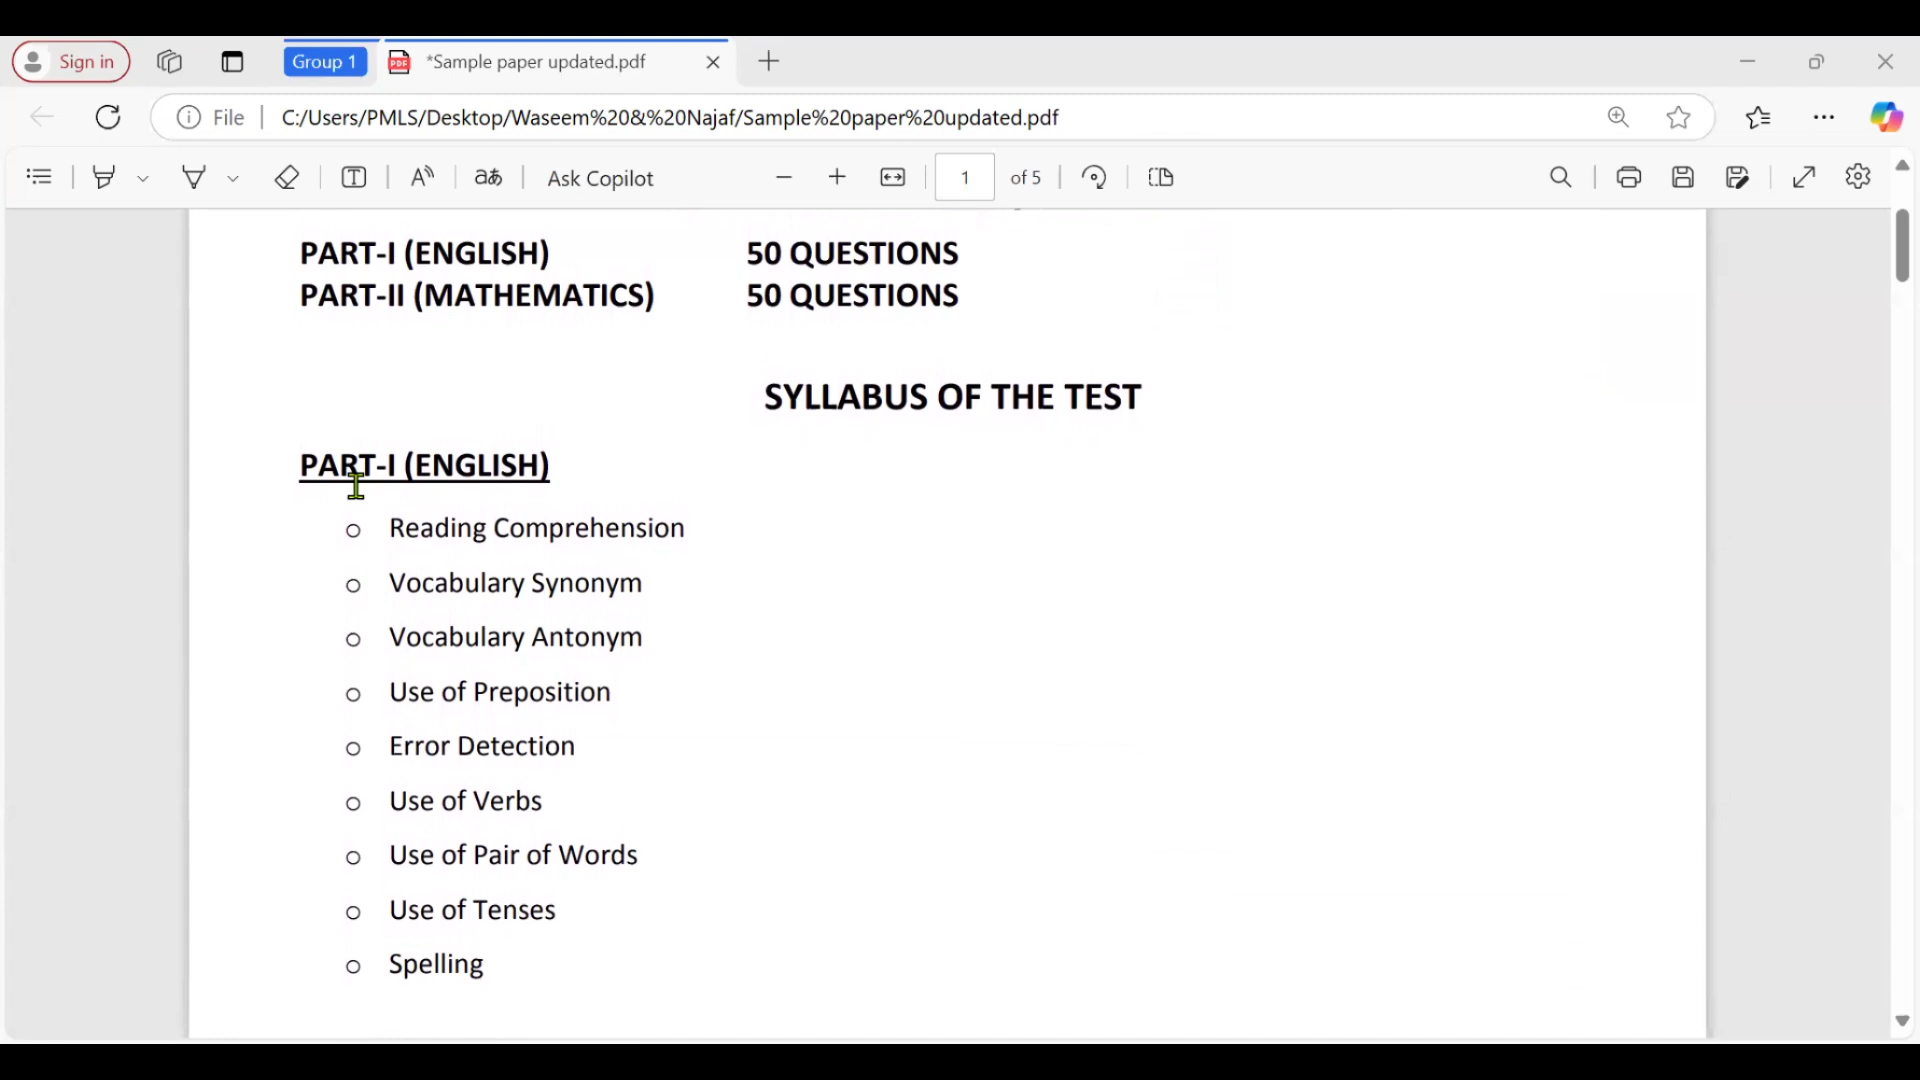 Sign in
Group 1
*Sample paper updated.pdf
File
C:/Users/PMLS/Desktop/Waseem%20&%20Najaf/Sample%20paper%20updated.pdf
Ask Copilot
1
of 5
PART-I (ENGLISH) 50 QUESTIONS
PART-II (MATHEMATICS) 50 QUESTIONS
SYLLABUS OF THE TEST
PART-I (ENGLISH)
o Reading Comprehension
o Vocabulary Synonym
o Vocabulary Antonym
o Use of Preposition
o Error Detection
o Use of Verbs
o Use of Pair of Words
o Use of Tenses
o Spelling